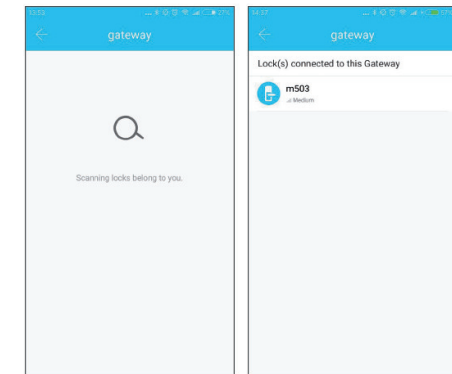 gateway
Scanning locks belong to you.
gateway
Lock(s) connected to this Gateway
m503
Medium